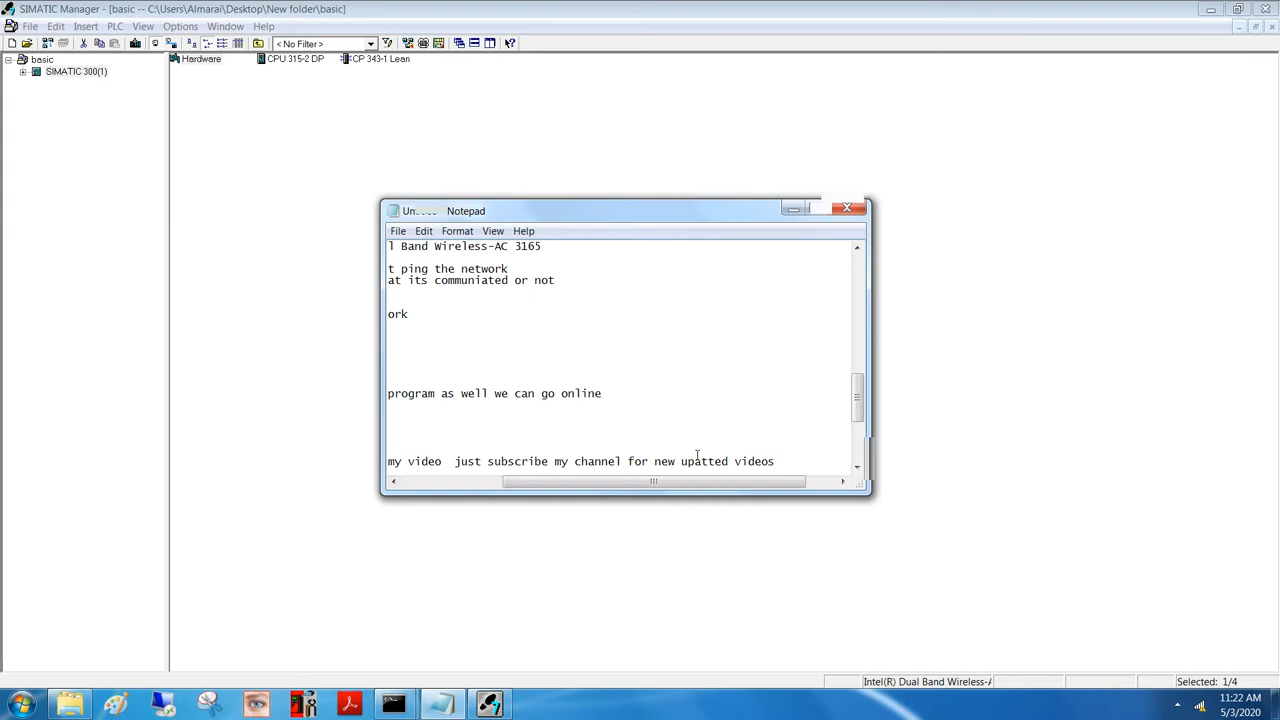 SIMATIC Manager - [basic -- C:\Users\Almarai\Desktop\New folder\basic]
File Edit Insert PLC View Options Window Help
< No Filter >
basic
SIMATIC 300(1)
Hardware CPU 315-2 DP CP 343-1 Lean
Notepad
File Edit Format View Help
l Band Wireless-AC 3165
t ping the network
at its communiated or not
ork
program as well we can go online
my video just subscribe my channel for new upatted videos
Intel(R) Dual Band Wireless-A Selected: 1/4
11:22 AM
5/3/2020